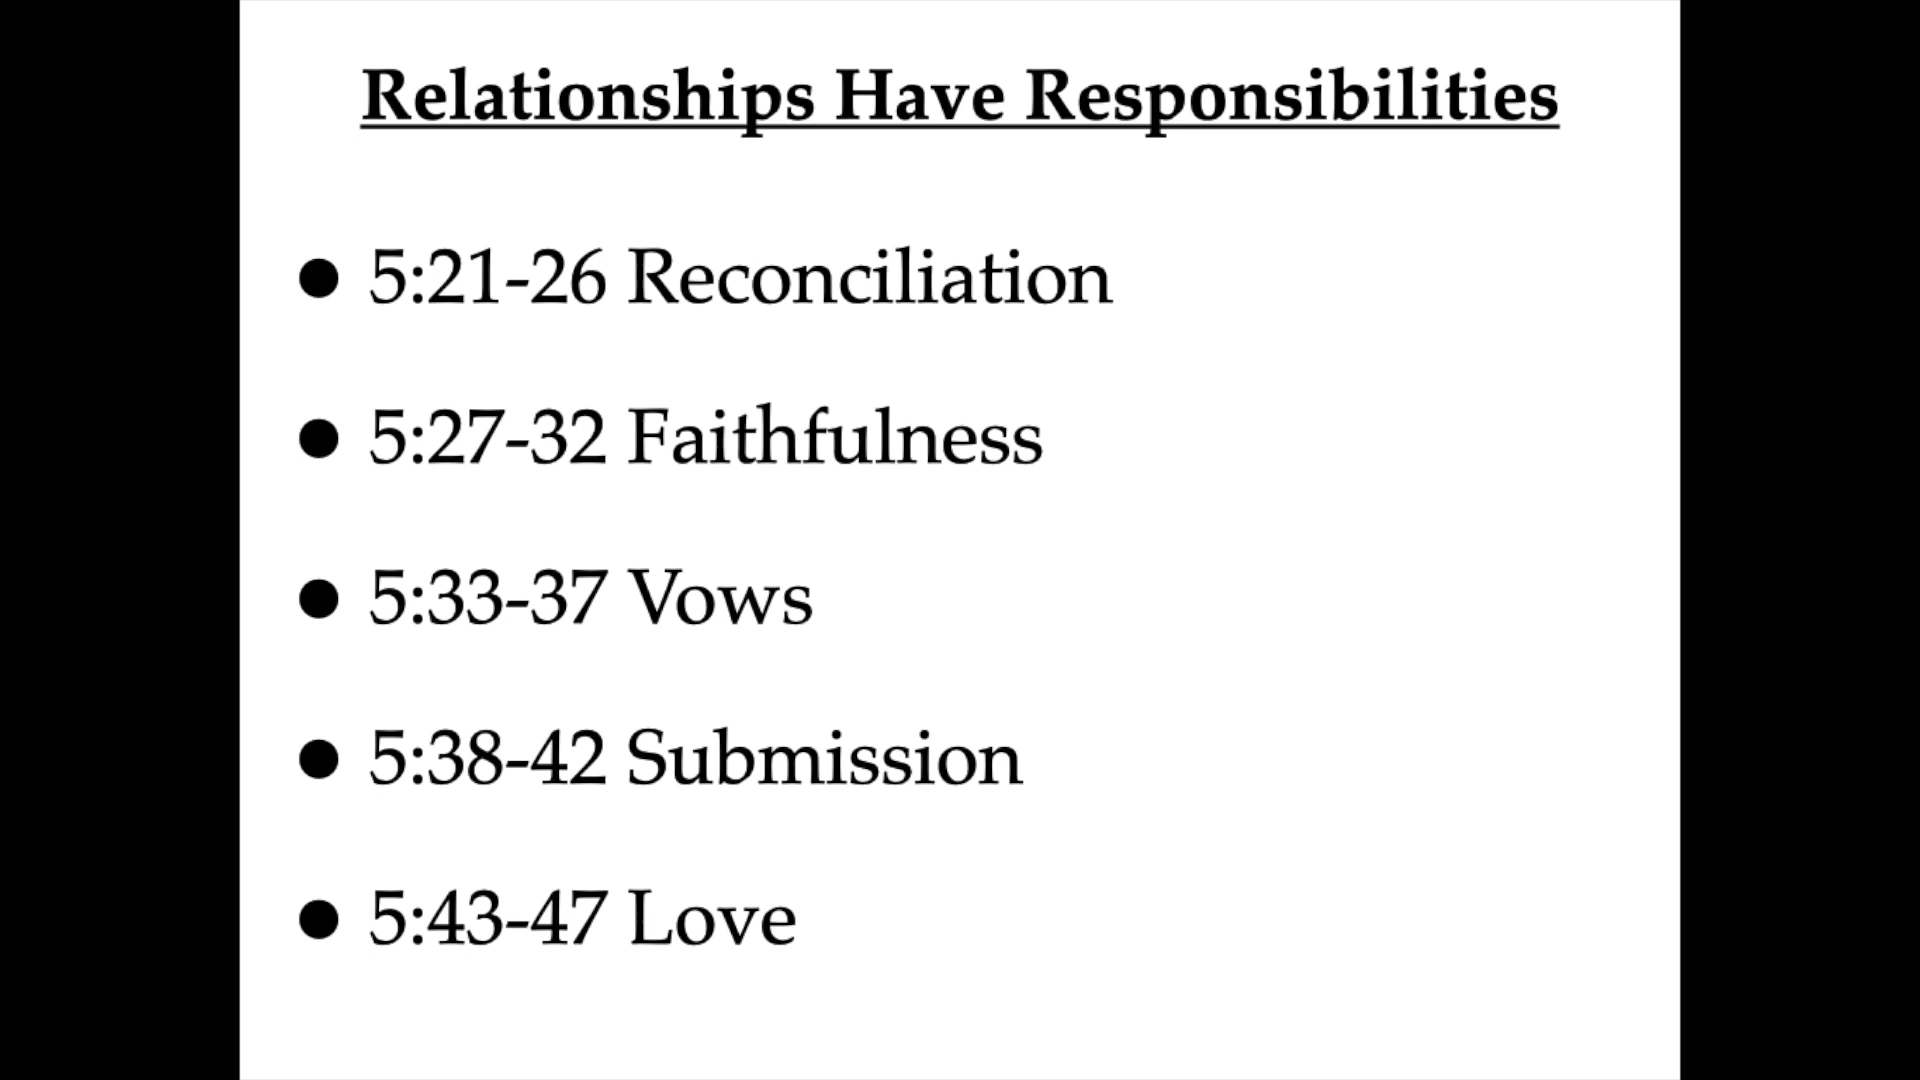 Relationships Have Responsibilities
● 5:21-26 Reconciliation
● 5:27-32 Faithfulness
● 5:33-37 Vows
● 5:38-42 Submission
● 5:43-47 Love